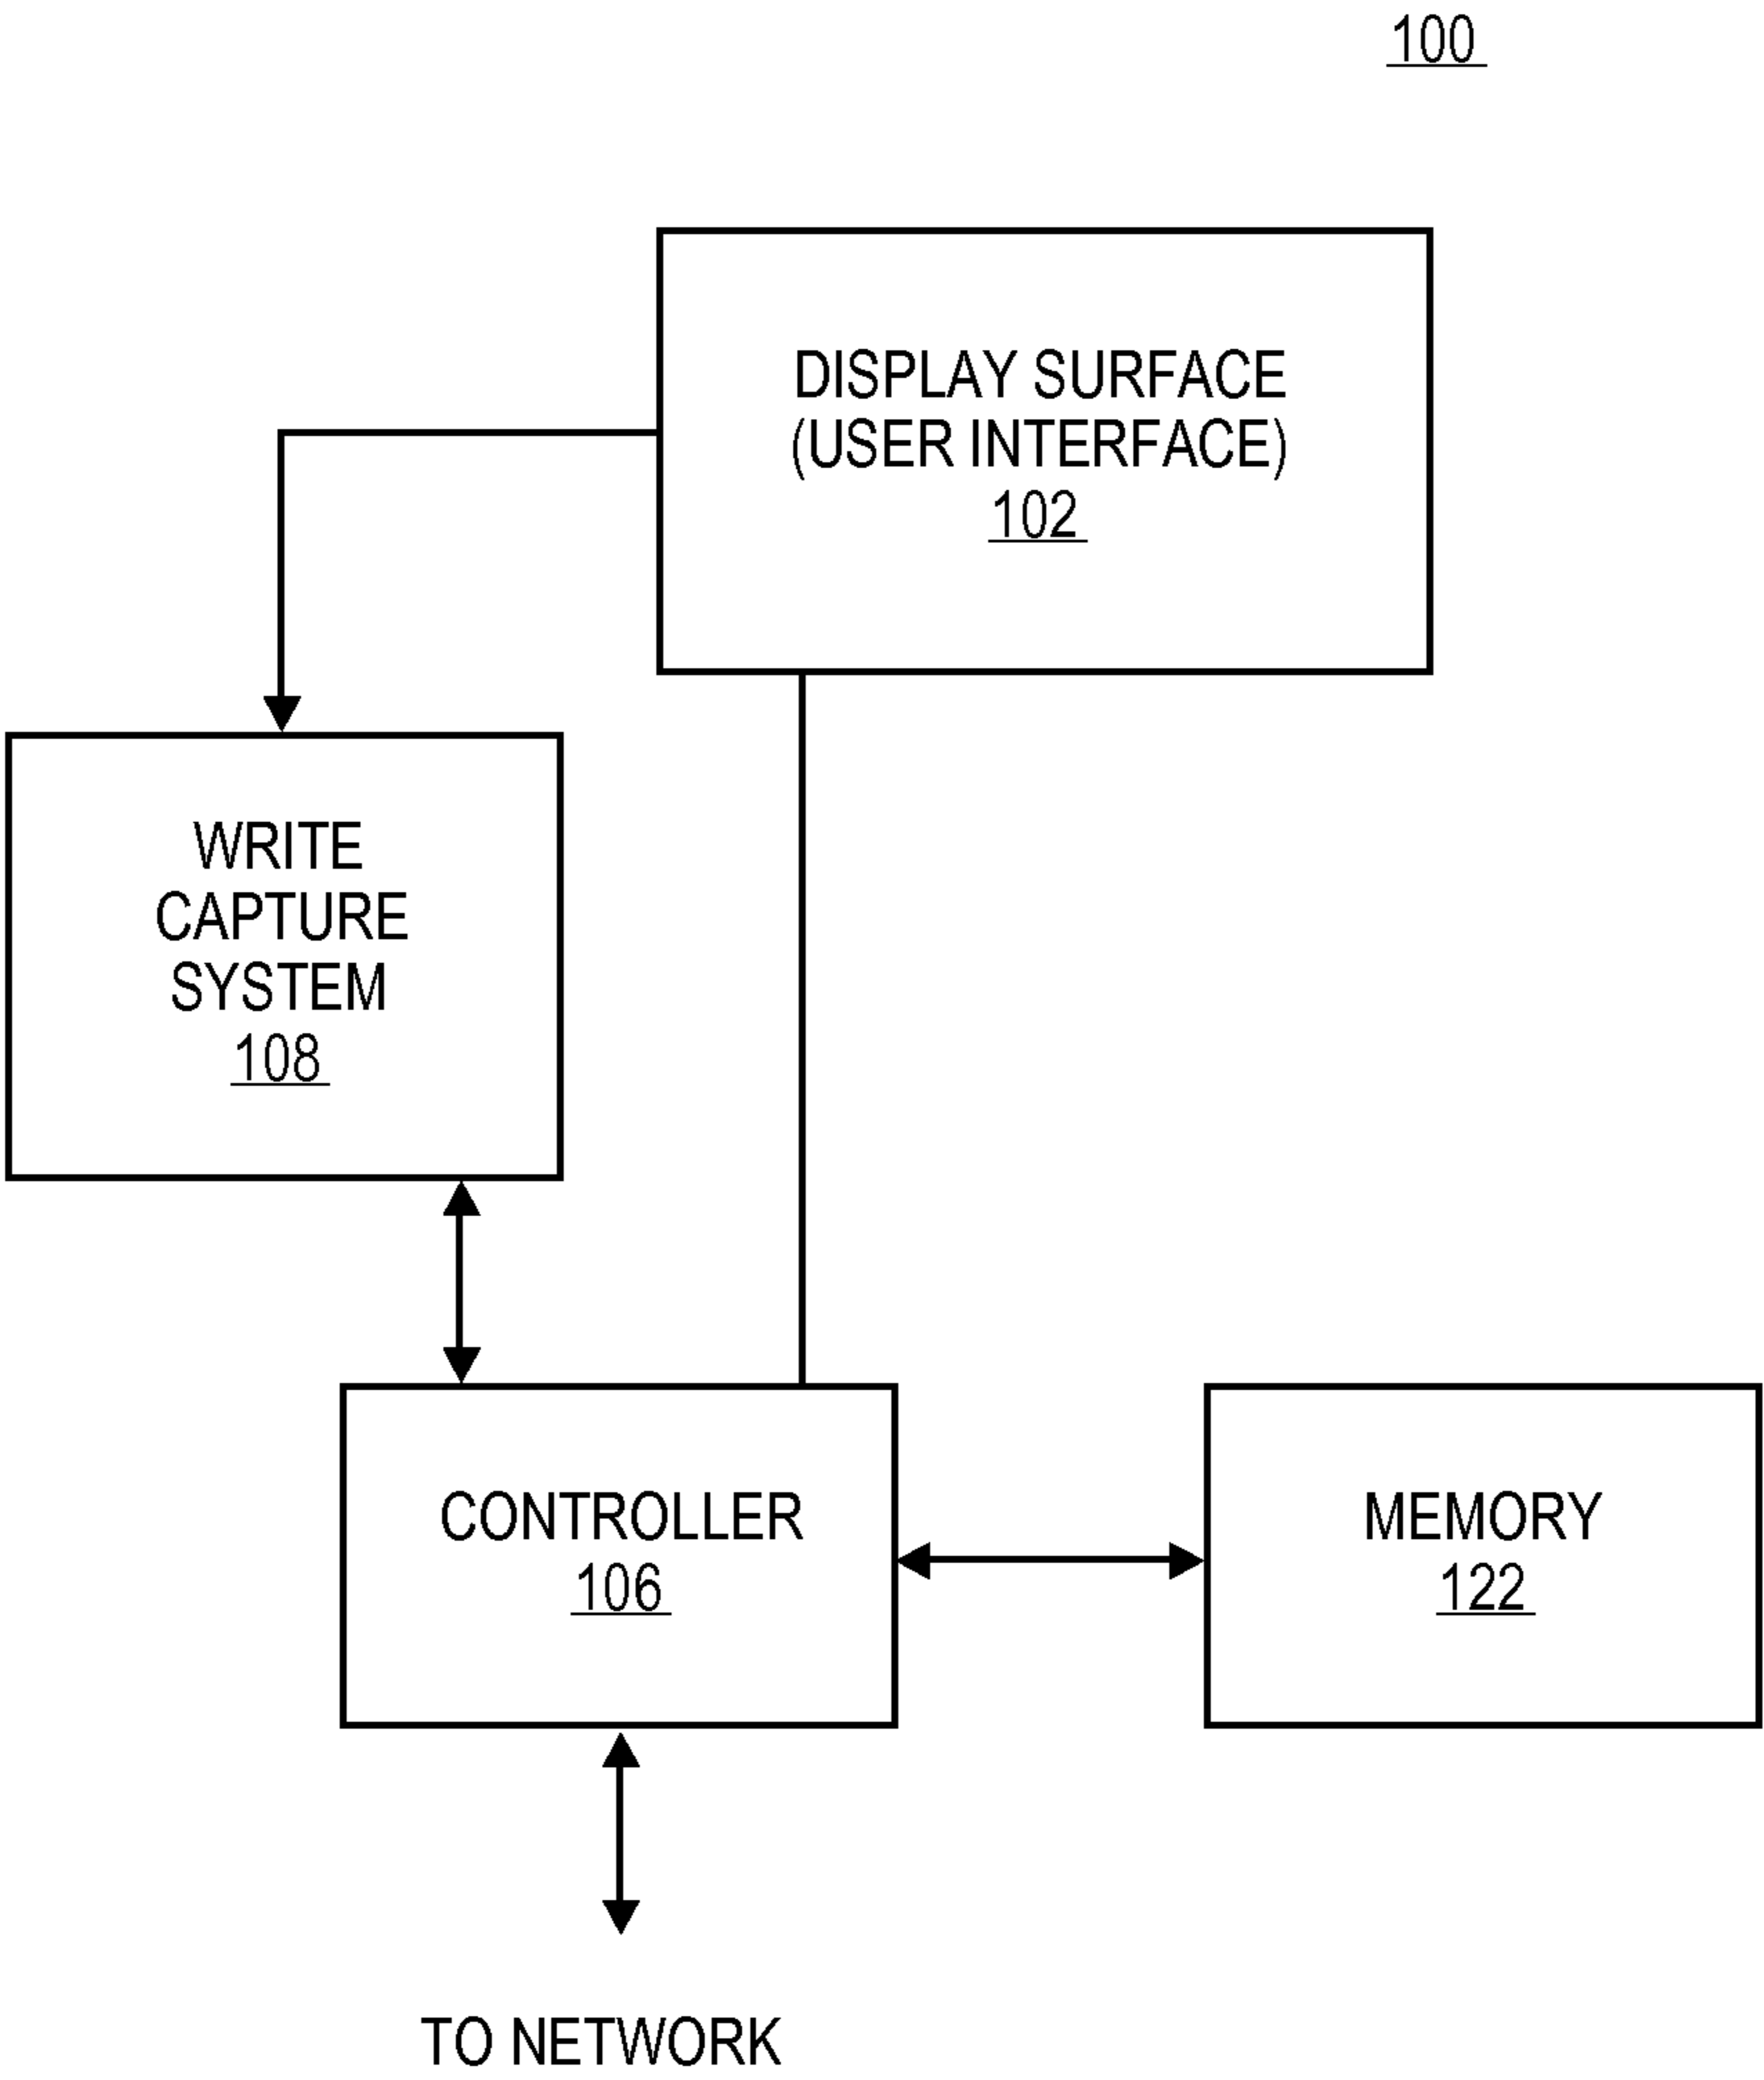 100
DISPLAY SURFACE
(USER INTERFACE)
102
WRITE
CAPTURE
SYSTEM
108
CONTROLLER
106
MEMORY
122
TO NETWORK